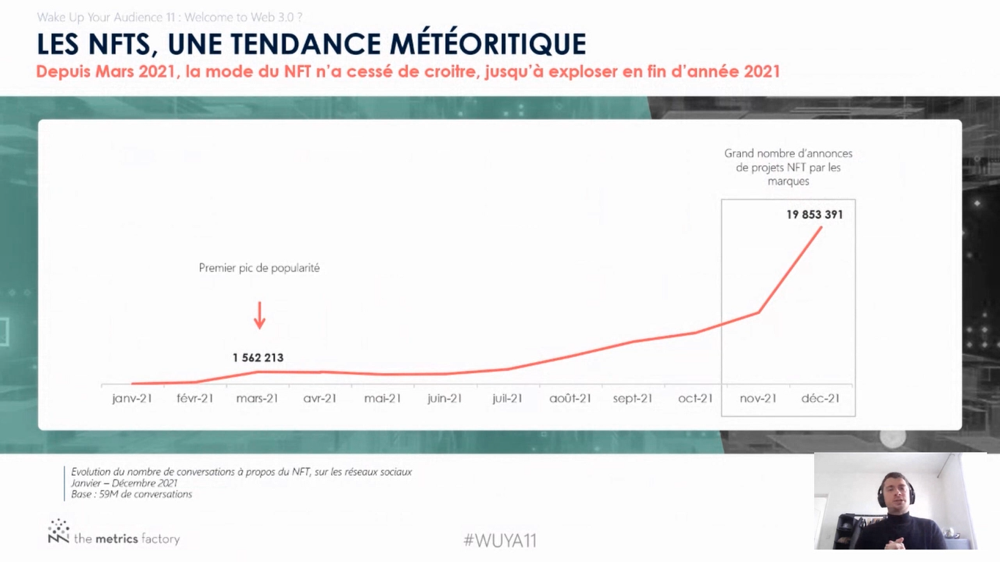 Wake Up Your Audience 11 : Welcome to Web 3.0 ?
LES NFTS, UNE TENDANCE MÉTÉORITIQUE
Depuis Mars 2021, la mode du NFT n'a cessé de croitre, jusqu'à exploser en fin d'année 2021
Grand nombre d'annonces
de projets NFT par les
marques
19 853 391
Premier pic de popularité
1 562 213
janv-21 févr-21 mars-21 avr-21 mai-21 juin-21 juil-21 août-21 sept-21 oct-21 nov-21 déc-21
Evolution du nombre de conversations à propos du NFT, sur les réseaux sociaux
Janvier – Décembre 2021
Base : 59M de conversations
the metrics factory
#WUYA11